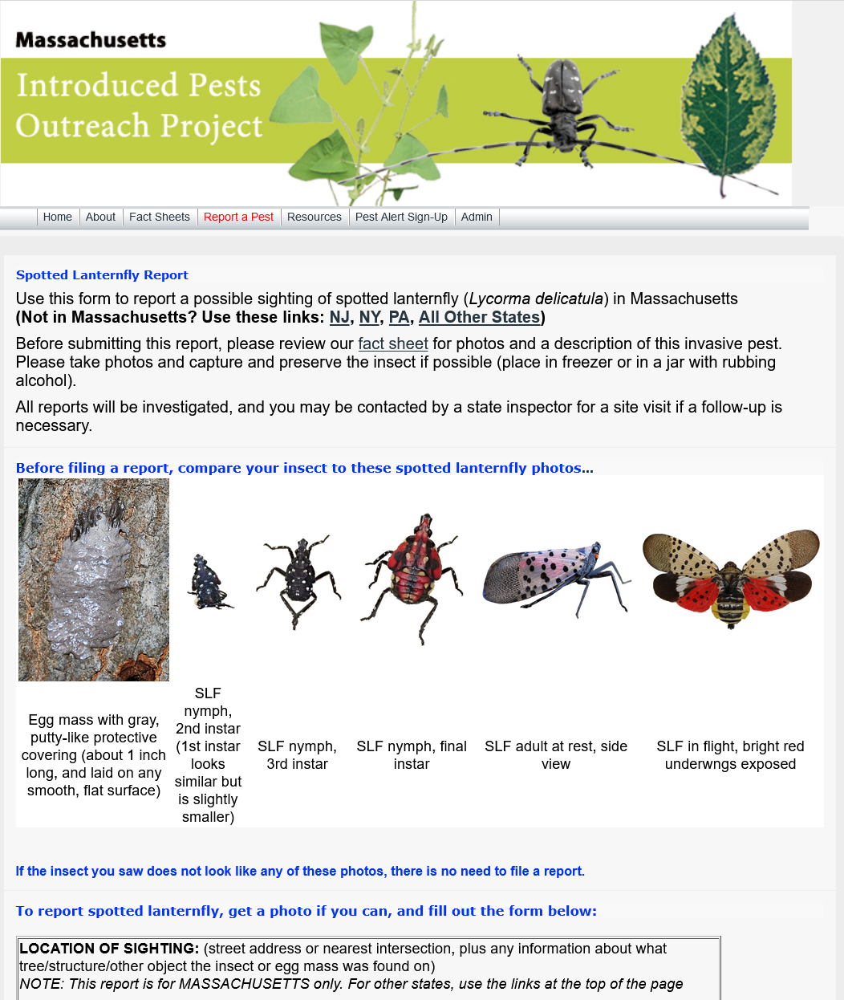 Massachusetts
Introduced Pests
Outreach Project
Home About Fact Sheets Report a Pest Resources Pest Alert Sign-Up Admin
Spotted Lanternfly Report
Use this form to report a possible sighting of spotted lanternfly (Lycorma delicatula) in Massachusetts
(Not in Massachusetts? Use these links: NJ, NY, PA, All Other States)
Before submitting this report, please review our fact sheet for photos and a description of this invasive pest.
Please take photos and capture and preserve the insect if possible (place in freezer or in a jar with rubbing
alcohol).
All reports will be investigated, and you may be contacted by a state inspector for a site visit if a follow-up is
necessary.
Before filing a report, compare your insect to these spotted lanternfly photos...
Egg mass with gray,
putty-like protective
covering (about 1 inch
long, and laid on any
smooth, flat surface)
SLF
nymph,
2nd instar
(1st instar
looks
similar but
is slightly
smaller)
SLF nymph,
3rd instar
SLF nymph, final
instar
SLF adult at rest, side
view
SLF in flight, bright red
underwngs exposed
If the insect you saw does not look like any of these photos, there is no need to file a report.
To report spotted lanternfly, get a photo if you can, and fill out the form below:
LOCATION OF SIGHTING: (street address or nearest intersection, plus any information about what
tree/structure/other object the insect or egg mass was found on)
NOTE: This report is for MASSACHUSETTS only. For other states, use the links at the top of the page